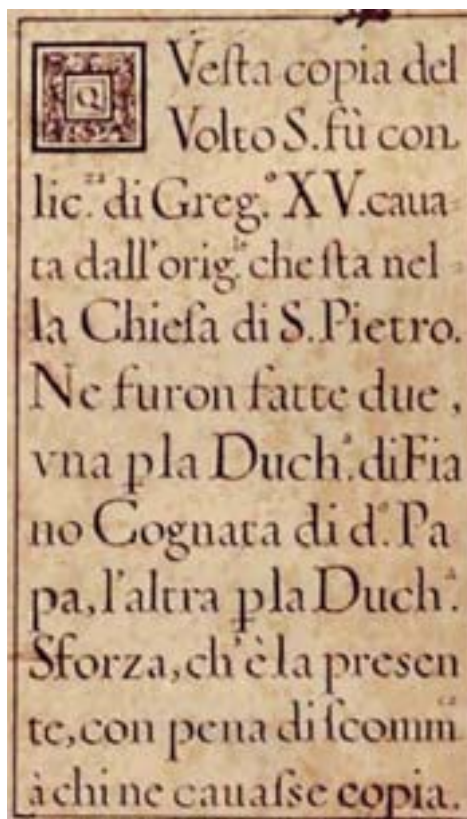 QVeſta copia del
Volto S. fù con
lic.ᶻᵃ di Greg.º XV. caua-
ta dall'orig.ˡᵉ che ſta nel-
la Chieſa di S. Pietro.
Ne furon fatte due,
vna p̱ la Duch.ᵃ di Fia
no Cognata di d.º Pa
pa, l'altra p̱ la Duch.ᵃ
Sforza, ch'è la preſen
te, con pena di ſcomm.ᶜᵃ
à chi ne cauaſse copia.